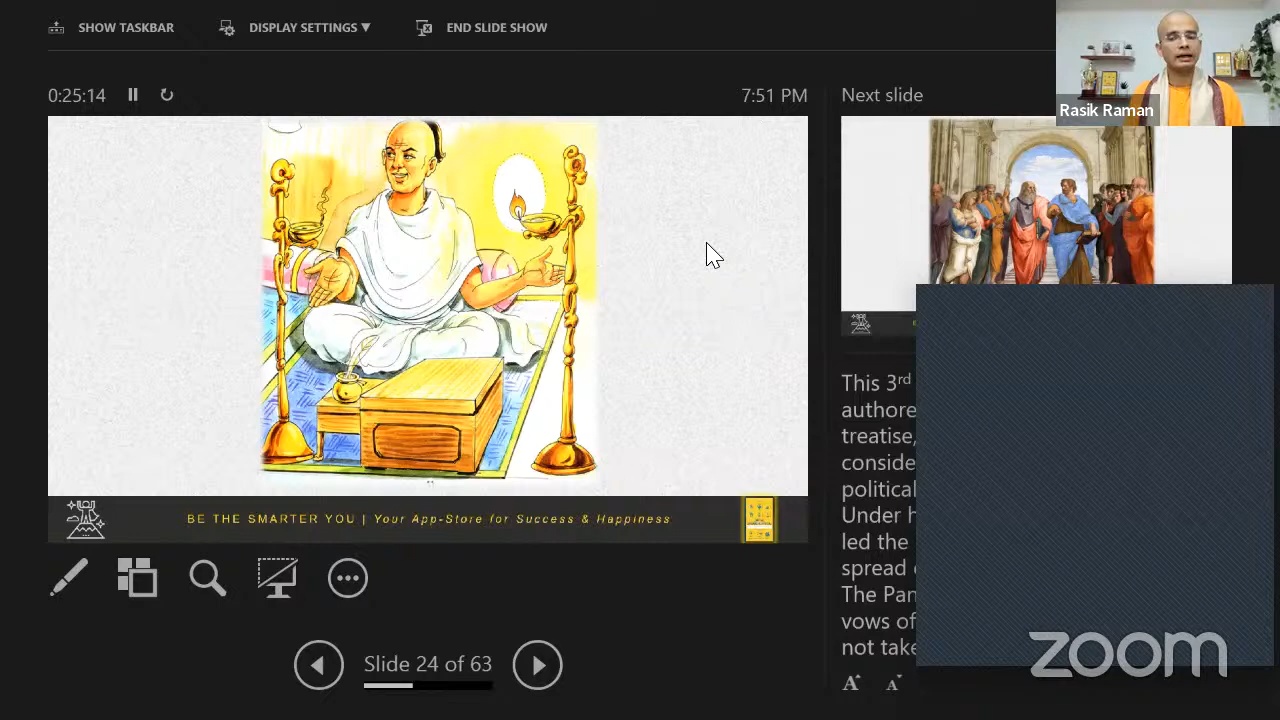 SHOW TASKBAR DISPLAY SETTINGS ▼ END SLIDE SHOW
0:25:14 7:51 PM Next slide
Rasik Raman
BE THE SMARTER YOU | Your App-Store for Success & Happiness
This 3rd
authore
treatise,
conside
political
Under h
led the
spread
The Pan
vows of
not take
Slide 24 of 63
A A
zoom